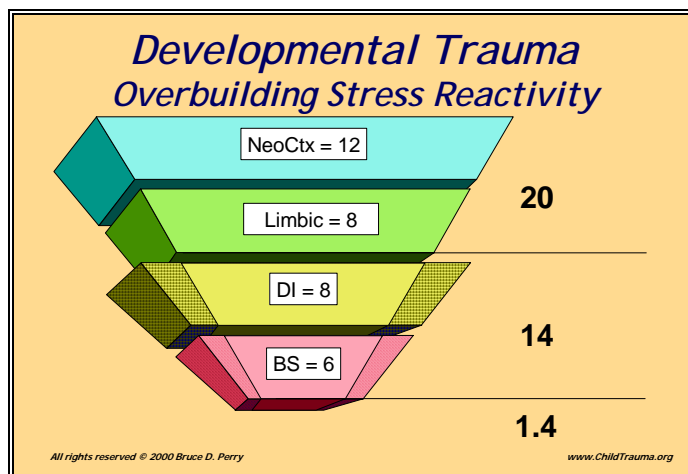 Developmental Trauma
Overbuilding Stress Reactivity
NeoCtx = 12
20
Limbic = 8
DI = 8
14
BS = 6
1.4
All rights reserved © 2000 Bruce D. Perry
www.ChildTrauma.org